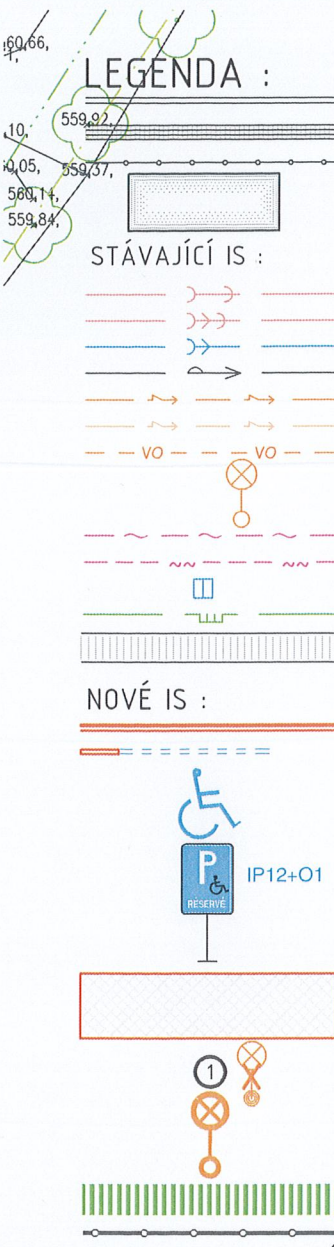 60,66,
LEGENDA :
559,92,
10,
0,05,
559,37,
560,14,
559,84,
STÁVAJÍCÍ IS :
VO VO
NOVÉ IS :
P
RÉSERVÉ
IP12+O1
1